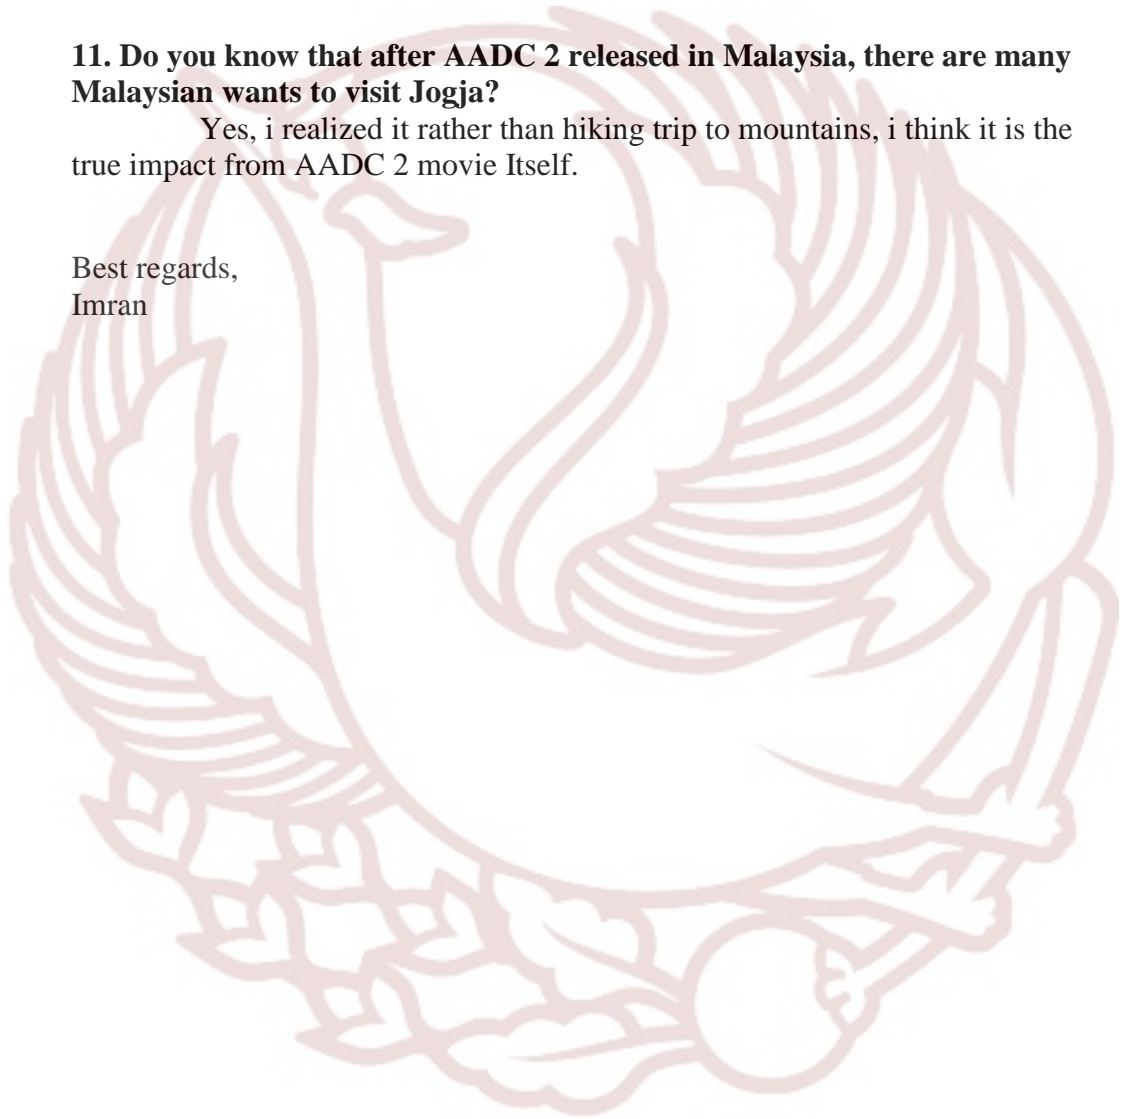 11. Do you know that after AADC 2 released in Malaysia, there are many
Malaysian wants to visit Jogja?
Yes, i realized it rather than hiking trip to mountains, i think it is the
true impact from AADC 2 movie Itself.
Best regards,
Imran